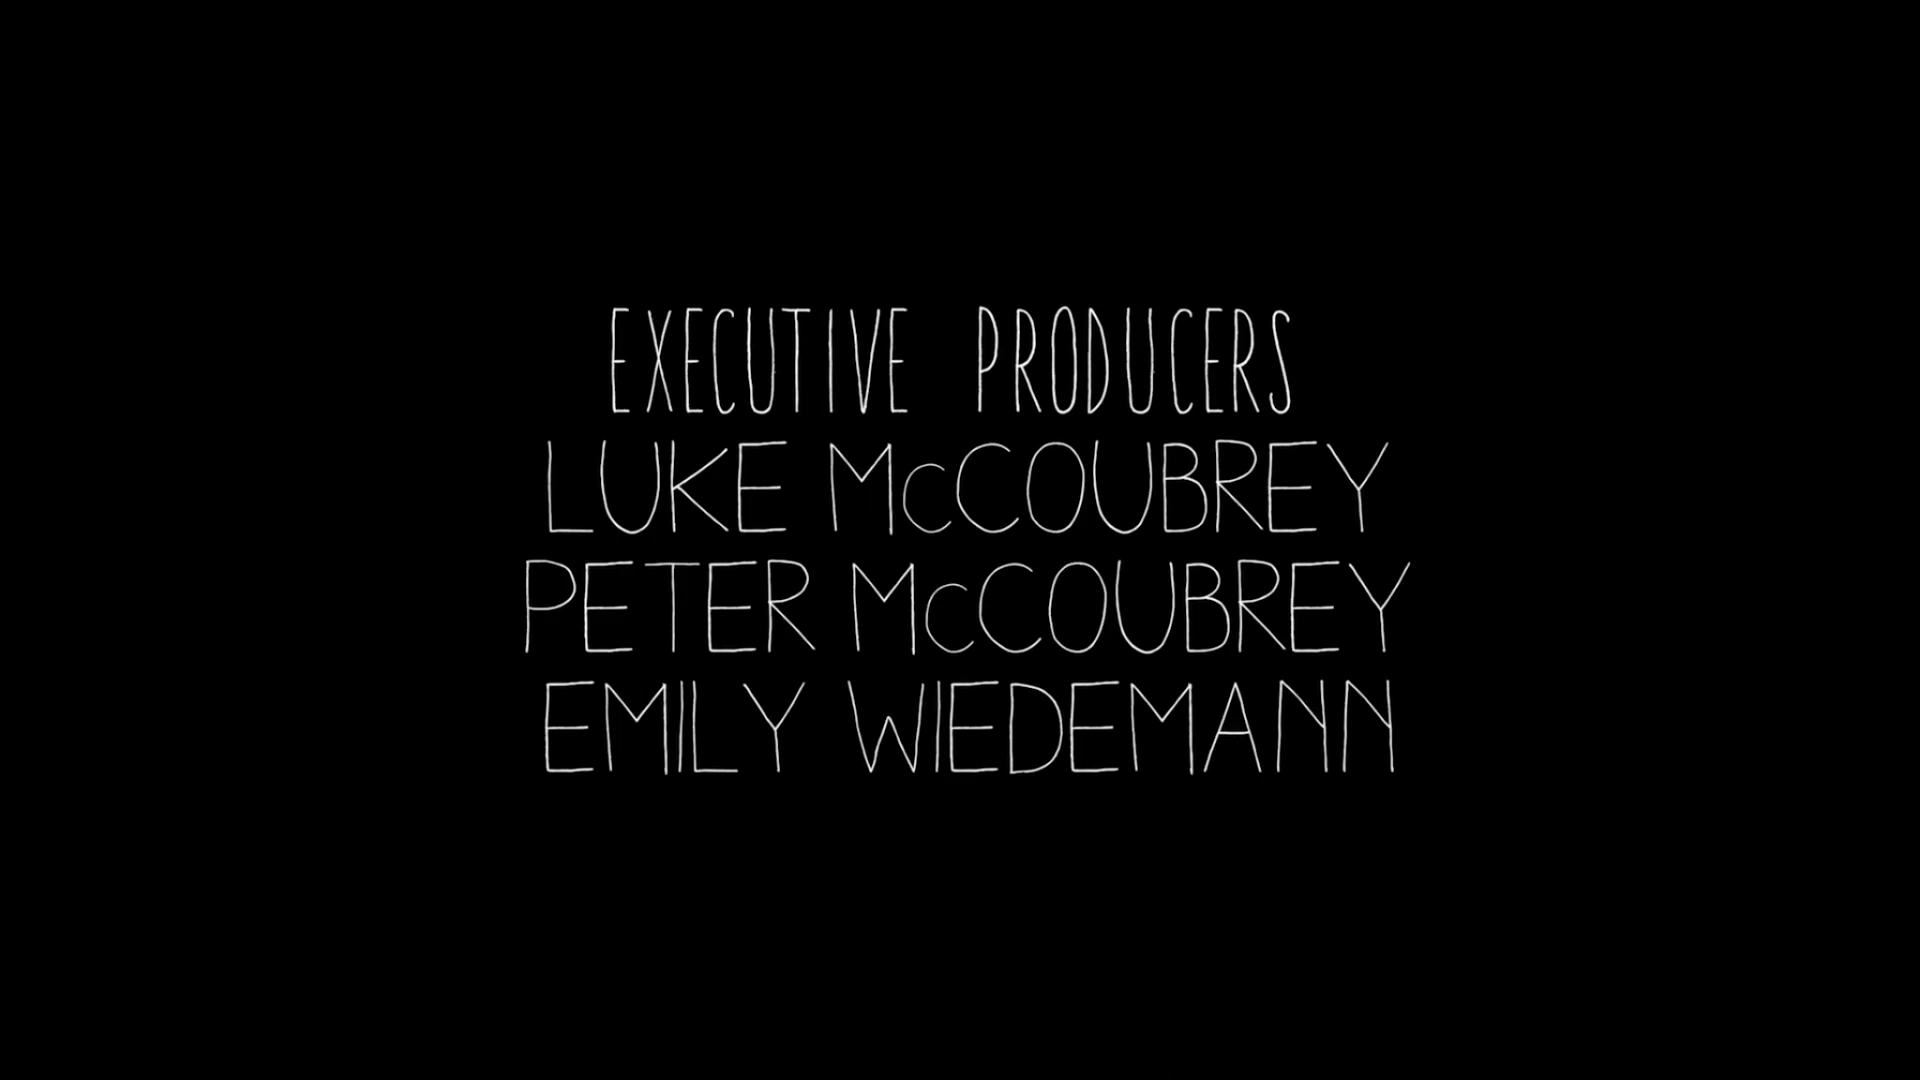 EXECUTIVE PRODUCERS
LUKE McCOUBREY
PETER McCOUBREY
EMILY WIEDEMANN